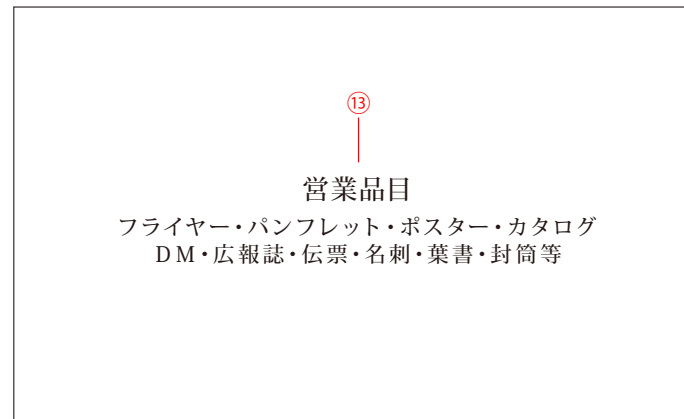 ⑬
営業品目
フライヤー・パンフレット・ポスター・カタログ
DM・広報誌・伝票・名刺・葉書・封筒等